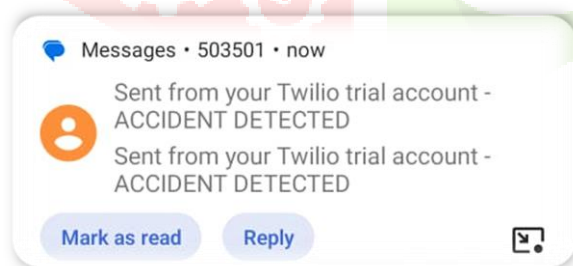 Messages • 503501 • now
Sent from your Twilio trial account -
ACCIDENT DETECTED
Sent from your Twilio trial account -
ACCIDENT DETECTED
Mark as read Reply